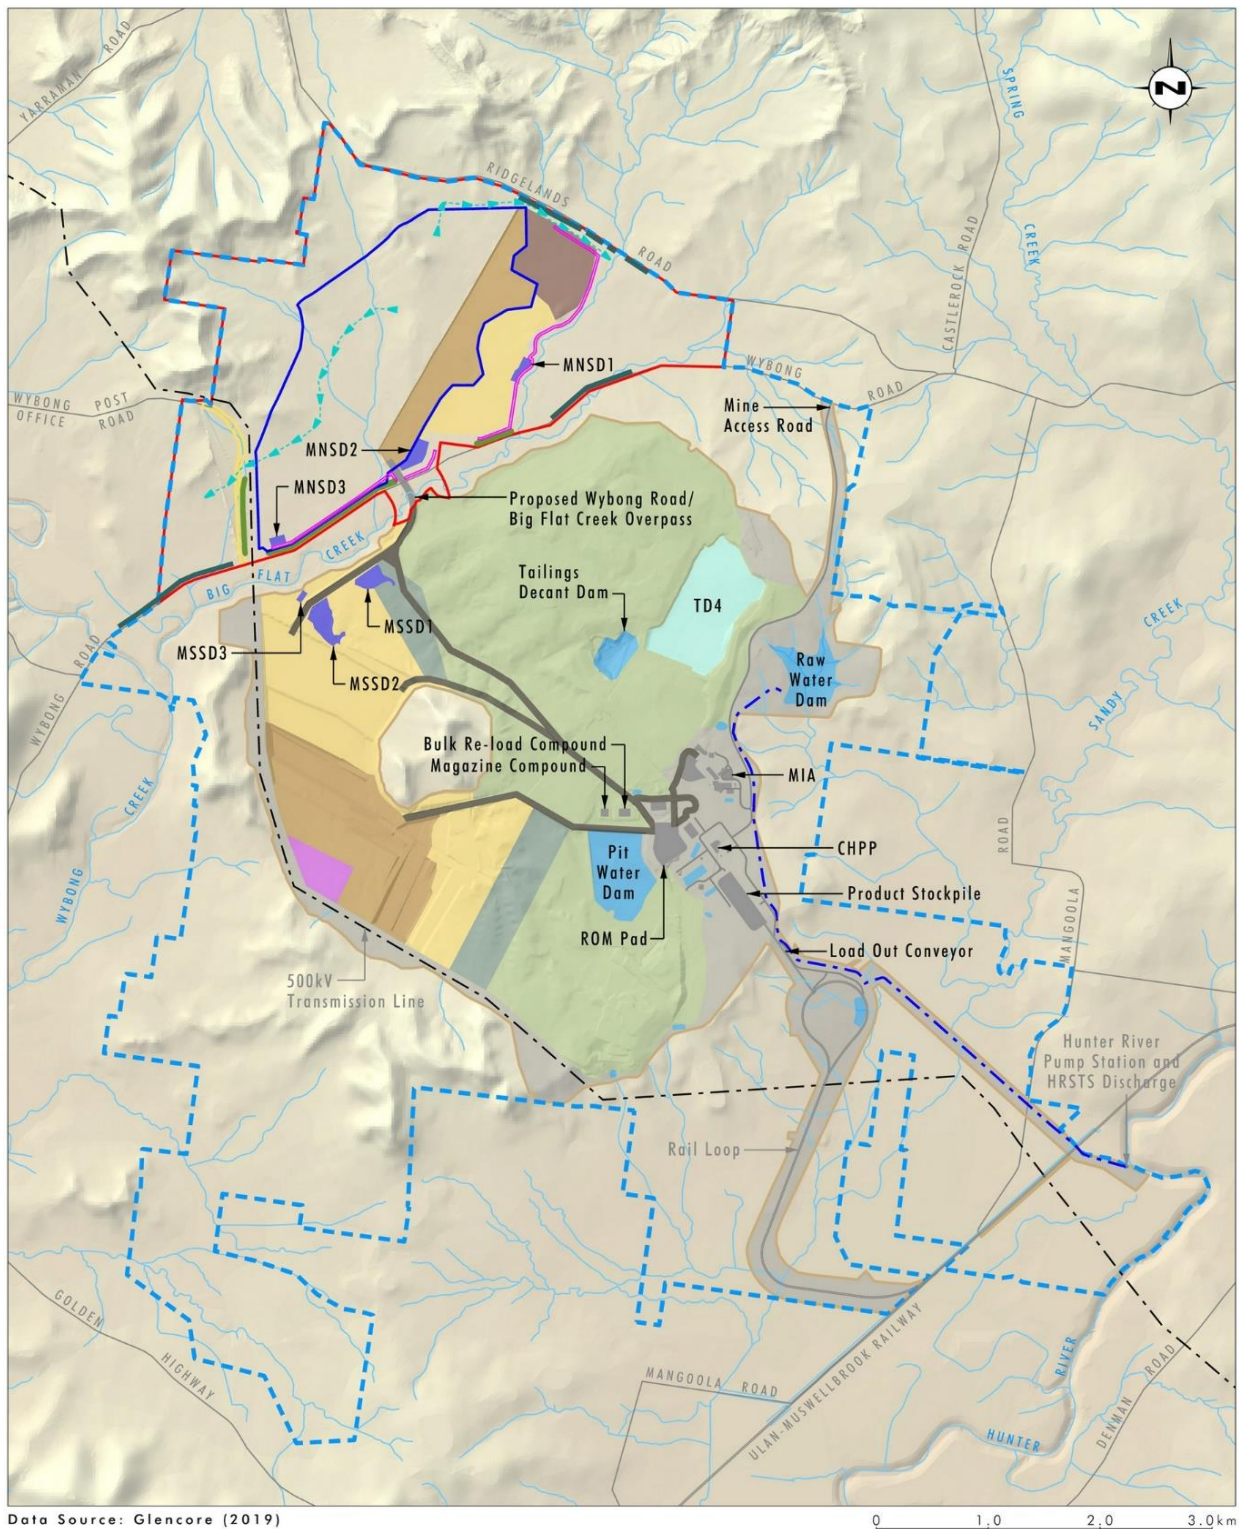 YARRAMAN ROAD
N
SPRING
CREEK
RIDGELANDS
ROAD
CASTLEROCK ROAD
WYBONG
ROAD
MNSD1
WYBONG POST
OFFICE ROAD
Mine
Access Road
MNSD2
MNSD3
Proposed Wybong Road/
Big Flat Creek Overpass
BIG FLAT CREEK
Tailings
Decant Dam
TD4
MSSD1
MSSD3
MSSD2
Raw
Water
Dam
CREEK
SANDY
WYBONG ROAD
Bulk Re-load Compound
Magazine Compound
MIA
CREEK
WYBONG
Pit
Water
Dam
CHPP
Product Stockpile
ROAD
MANGOOLA
ROM Pad
Load Out Conveyor
500kV
Transmission Line
Hunter River
Pump Station and
HRSTS Discharge
Rail Loop
GOLDEN
HIGHWAY
MANGOOLA ROAD
ULAN-MUSWELLBROOK RAILWAY
RIVER
HUNTER
DENMAN ROAD
Data Source: Glencore (2019)
0 1.0 2.0 3.0km